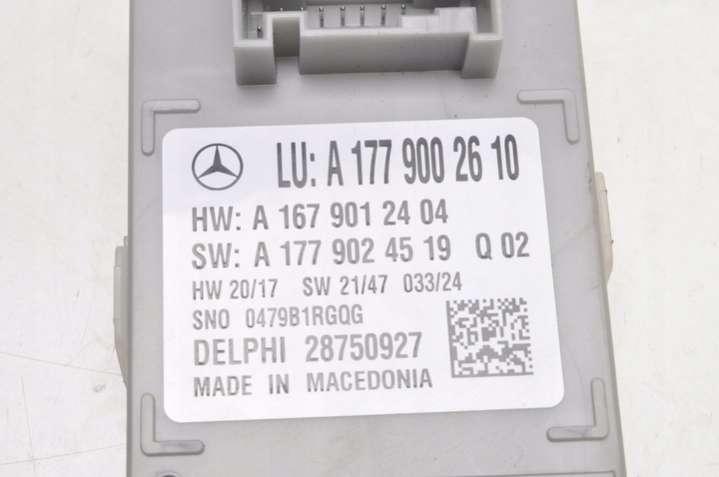 LU: A 177 900 26 10
HW: A 167 901 24 04
SW: A 177 902 45 19 Q 02
HW 20/17 SW 21/47 033/24
SNO 0479B1RGQG
DELPHI 28750927
MADE IN MACEDONIA